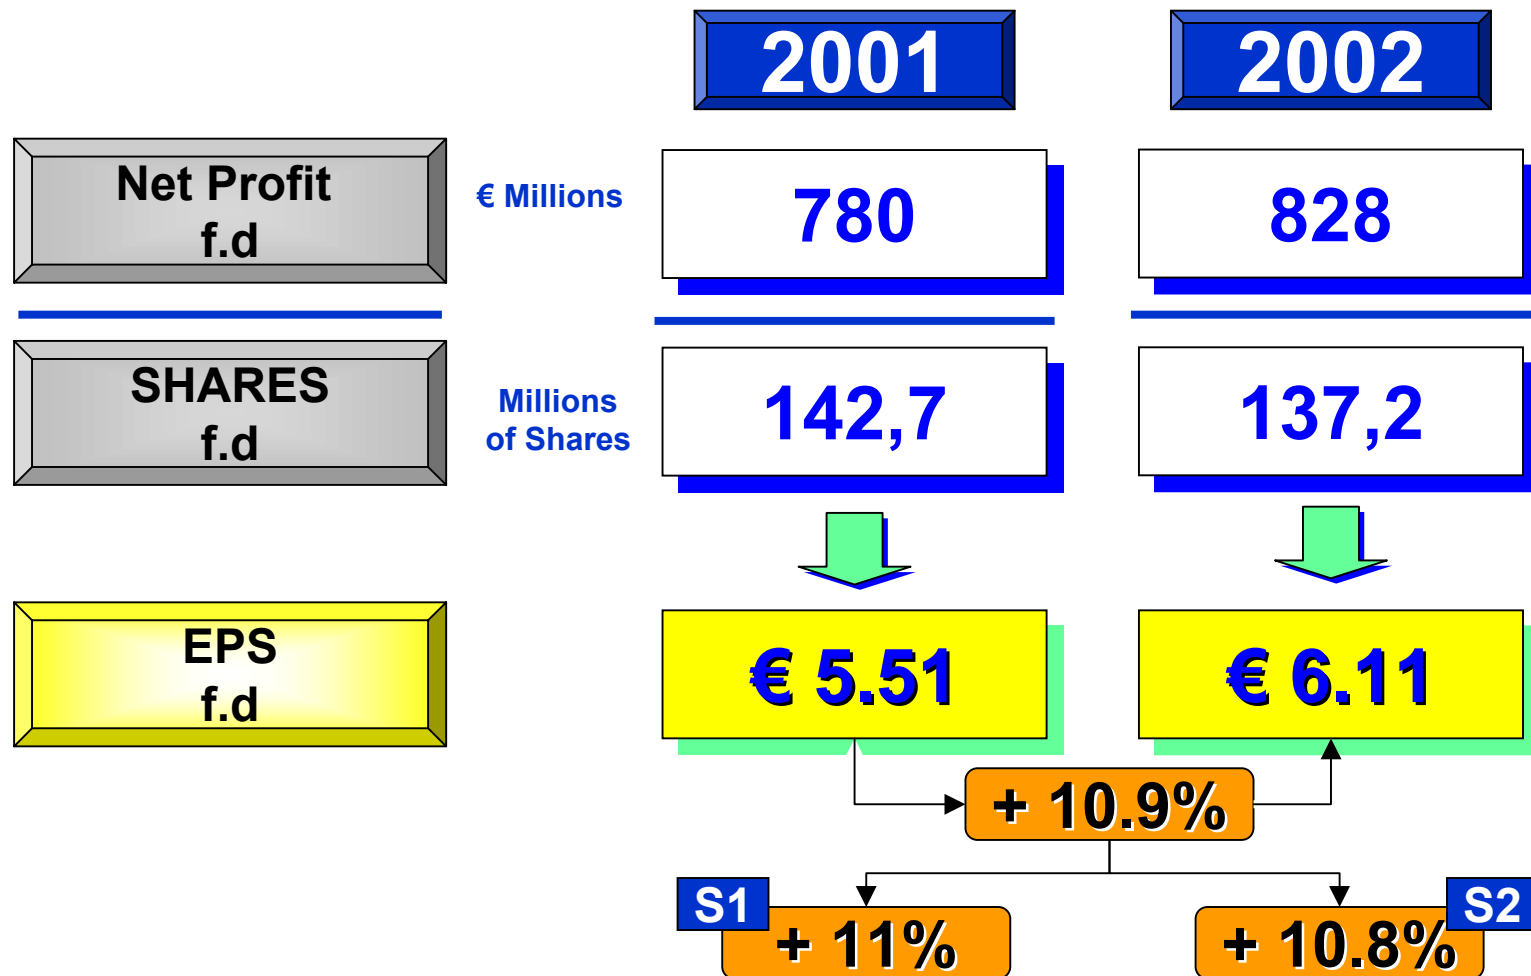 2001
2002
Net Profit
f.d
€ Millions
780
828
SHARES
f.d
Millions
of Shares
142,7
137,2
EPS
f.d
€ 5.51
€ 6.11
+ 10.9%
S1
+ 11%
S2
+ 10.8%